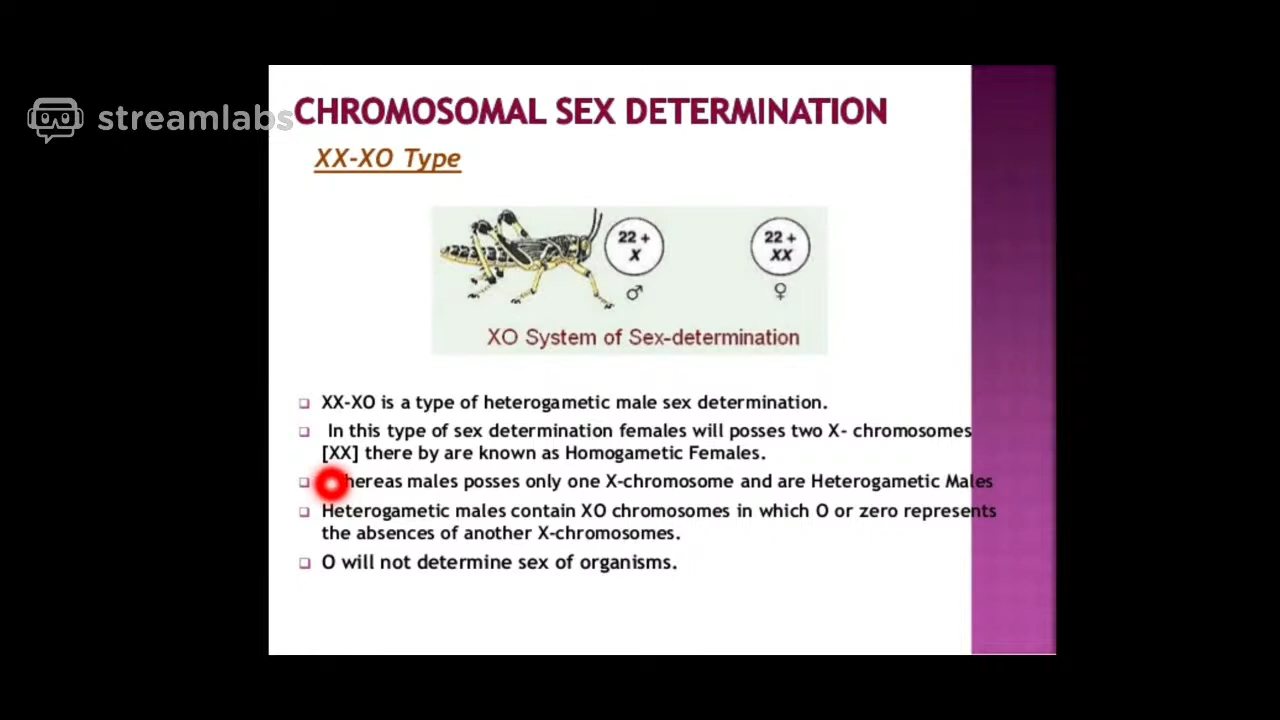 streamlabs
CHROMOSOMAL SEX DETERMINATION
XX-XO Type
22 +
X
22 +
XX
♂
♀
XO System of Sex-determination
XX-XO is a type of heterogametic male sex determination.
In this type of sex determination females will posses two X- chromosomes
[XX] there by are known as Homogametic Females.
males posses only one X-chromosome and are Heterogametic Males
Heterogametic males contain XO chromosomes in which O or zero represents
the absences of another X-chromosomes.
O will not determine sex of organisms.